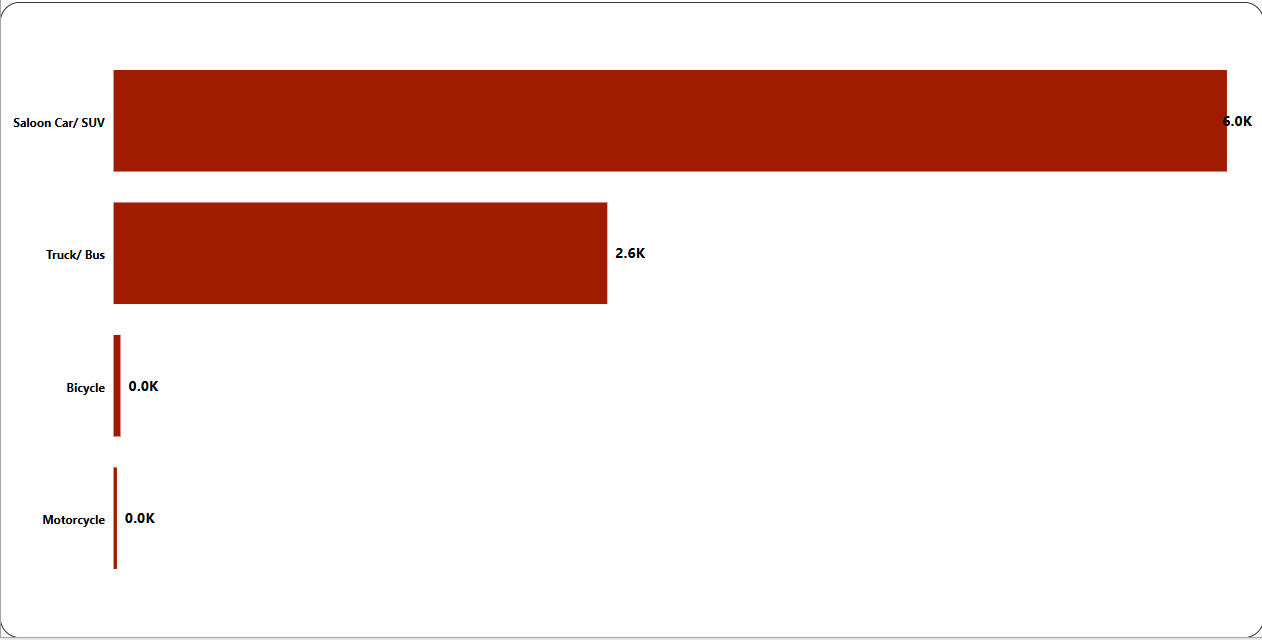 Saloon Car/ SUV
6.0K
Truck/ Bus
2.6K
Bicycle
0.0K
Motorcycle
0.0K